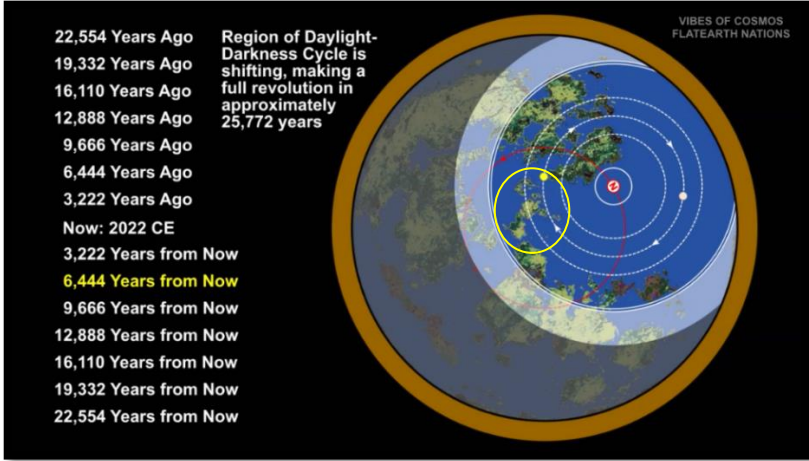 VIBES OF COSMOS
FLATEARTH NATIONS
22,554 Years Ago
19,332 Years Ago
16,110 Years Ago
12,888 Years Ago
9,666 Years Ago
6,444 Years Ago
3,222 Years Ago
Now: 2022 CE
3,222 Years from Now
6,444 Years from Now
9,666 Years from Now
12,888 Years from Now
16,110 Years from Now
19,332 Years from Now
22,554 Years from Now
Region of Daylight-
Darkness Cycle is
shifting, making a
full revolution in
approximately
25,772 years